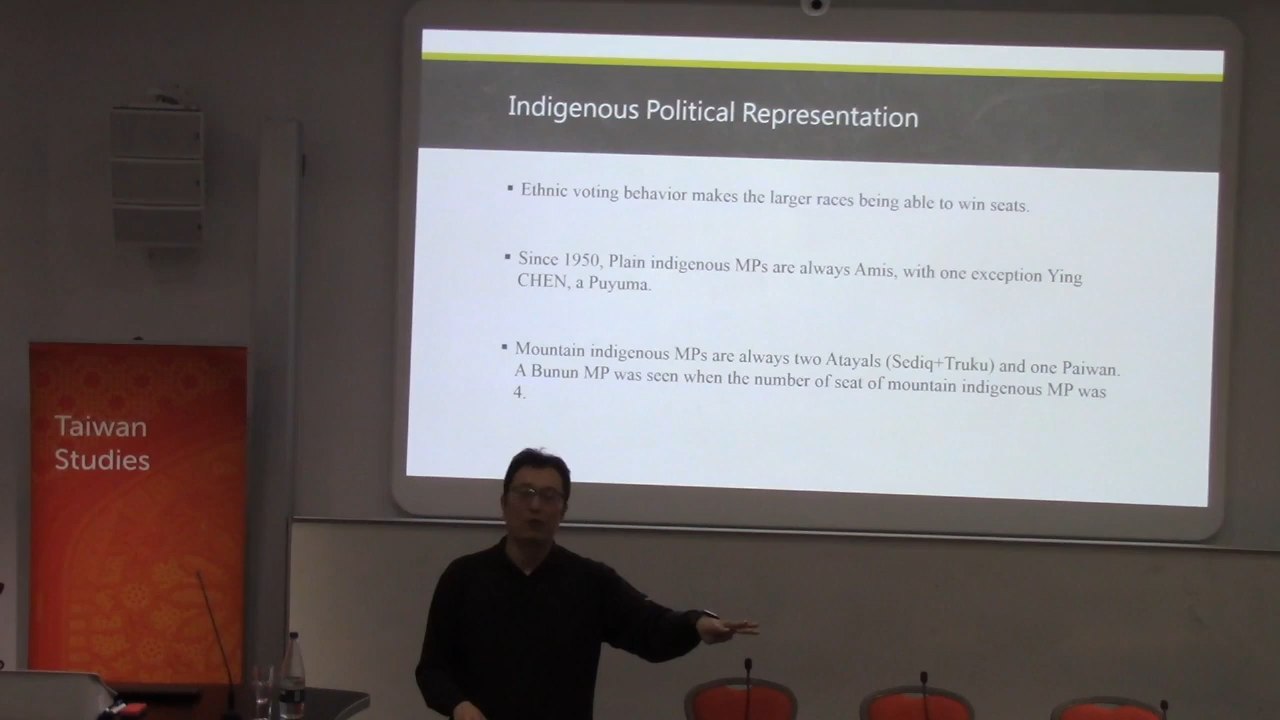 Indigenous Political Representation
▪ Ethnic voting behavior makes the larger races being able to win seats.
▪ Since 1950, Plain indigenous MPs are always Amis, with one exception Ying
CHEN, a Puyuma.
▪ Mountain indigenous MPs are always two Atayals (Sediq+Truku) and one Paiwan.
A Bunun MP was seen when the number of seat of mountain indigenous MP was
4.
Taiwan
Studies